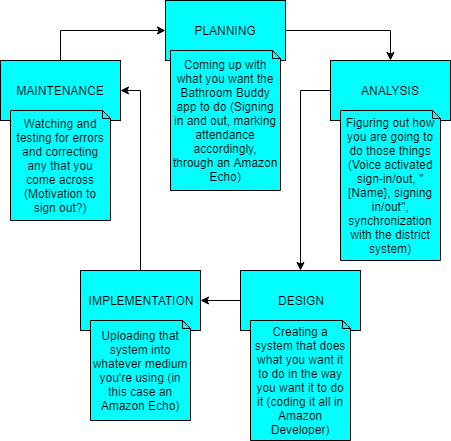 PLANNING
Coming up with
what you want the
Bathroom Buddy
app to do (Signing
in and out, marking
attendance
accordingly,
through an Amazon
Echo)
ANALYSIS
Figuring out how
you are going to
do those things
(Voice activated
sign-in/out, "
[Name}, signing
in/out",
synchronization
with the district
system)
DESIGN
Creating a
system that does
what you want it
to do in the way
you want it to do
it (coding it all in
Amazon
Developer)
IMPLEMENTATION
Uploading that
system into
whatever medium
you're using (in
this case an
Amazon Echo)
MAINTENANCE
Watching and
testing for errors
and correcting
any that you
come across
(Motivation to
sign out?)